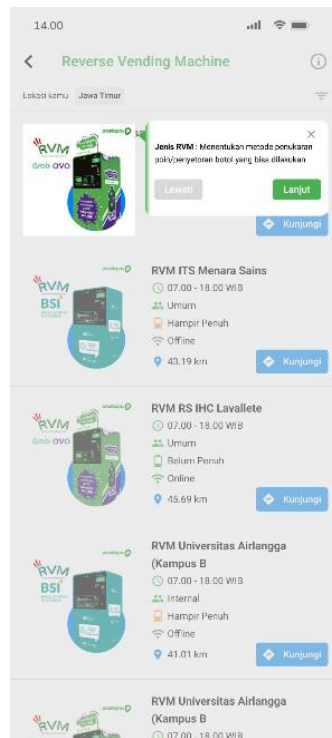 14.00
Reverse Vending Machine
Lokasi kamu Jawa Timur
RVM
Grab OVO
Jenis RVM : Menentukan metode penukaran
poin/penyetoran botol yang bisa dilakukan
Lewati
Lanjut
Kunjungi
RVM
BSI
RVM ITS Menara Sains
07.00 - 18.00 WIB
Umum
Hampir Penuh
Offline
43.19 km
Kunjungi
RVM
Grab OVO
RVM RS IHC Lavallete
07.00 - 18.00 WIB
Umum
Belum Penuh
Online
45.69 km
Kunjungi
RVM
BSI
RVM Universitas Airlangga
(Kampus B
07.00 - 18.00 WIB
Internal
Hampir Penuh
Offline
41.01 km
Kunjungi
RVM
RVM Universitas Airlangga
(Kampus B
07.00 - 18.00 WIB